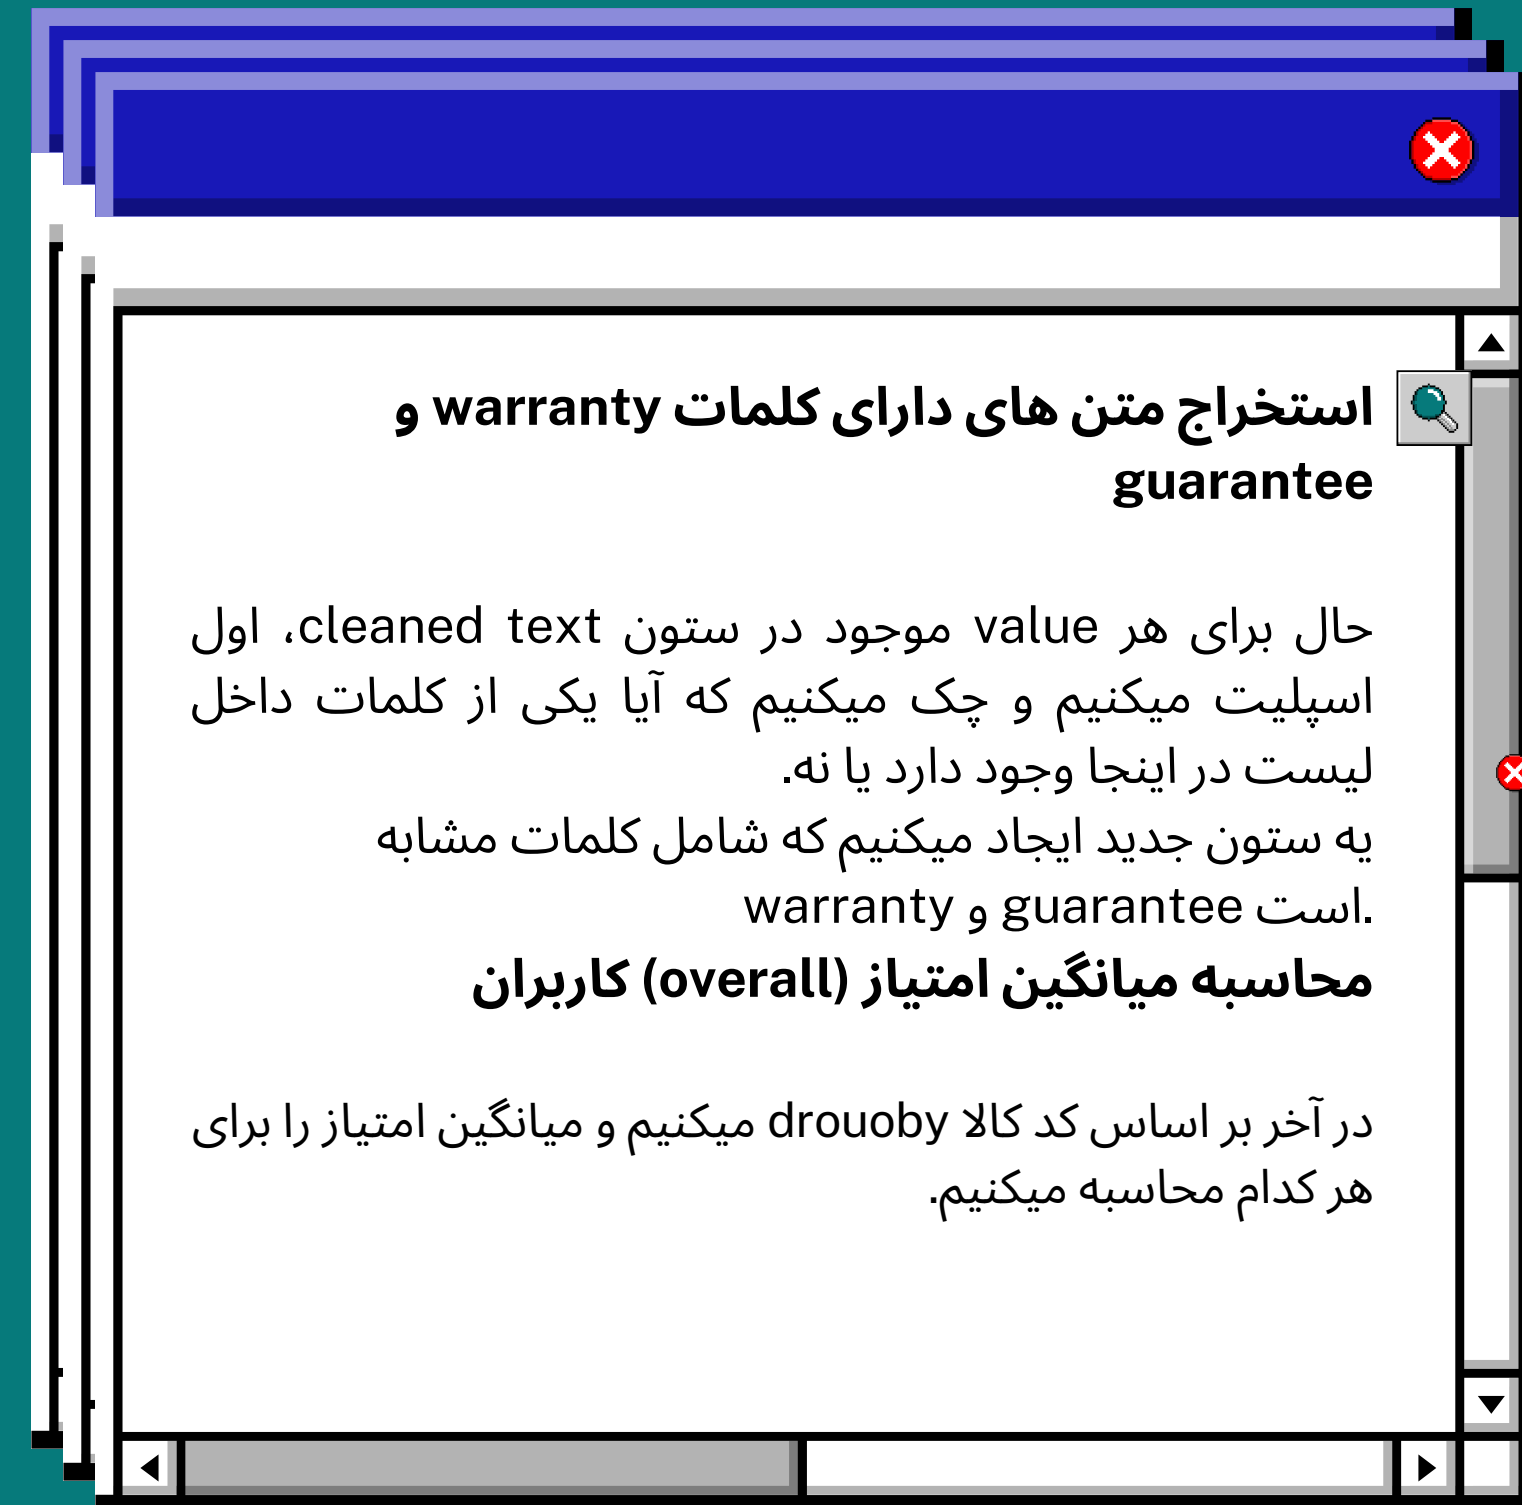 استخراج متن های دارای کلمات warranty و
guarantee
حال برای هر value موجود در ستون cleaned text، اول
اسپلیت میکنیم و چک میکنیم که آیا یکی از کلمات داخل
لیست در اینجا وجود دارد یا نه.
یه ستون جدید ایجاد میکنیم که شامل کلمات مشابه
.است guarantee و warranty
محاسبه میانگین امتیاز (overall) کاربران
در آخر بر اساس کد کالا drouoby میکنیم و میانگین امتیاز را برای
هر کدام محاسبه میکنیم.